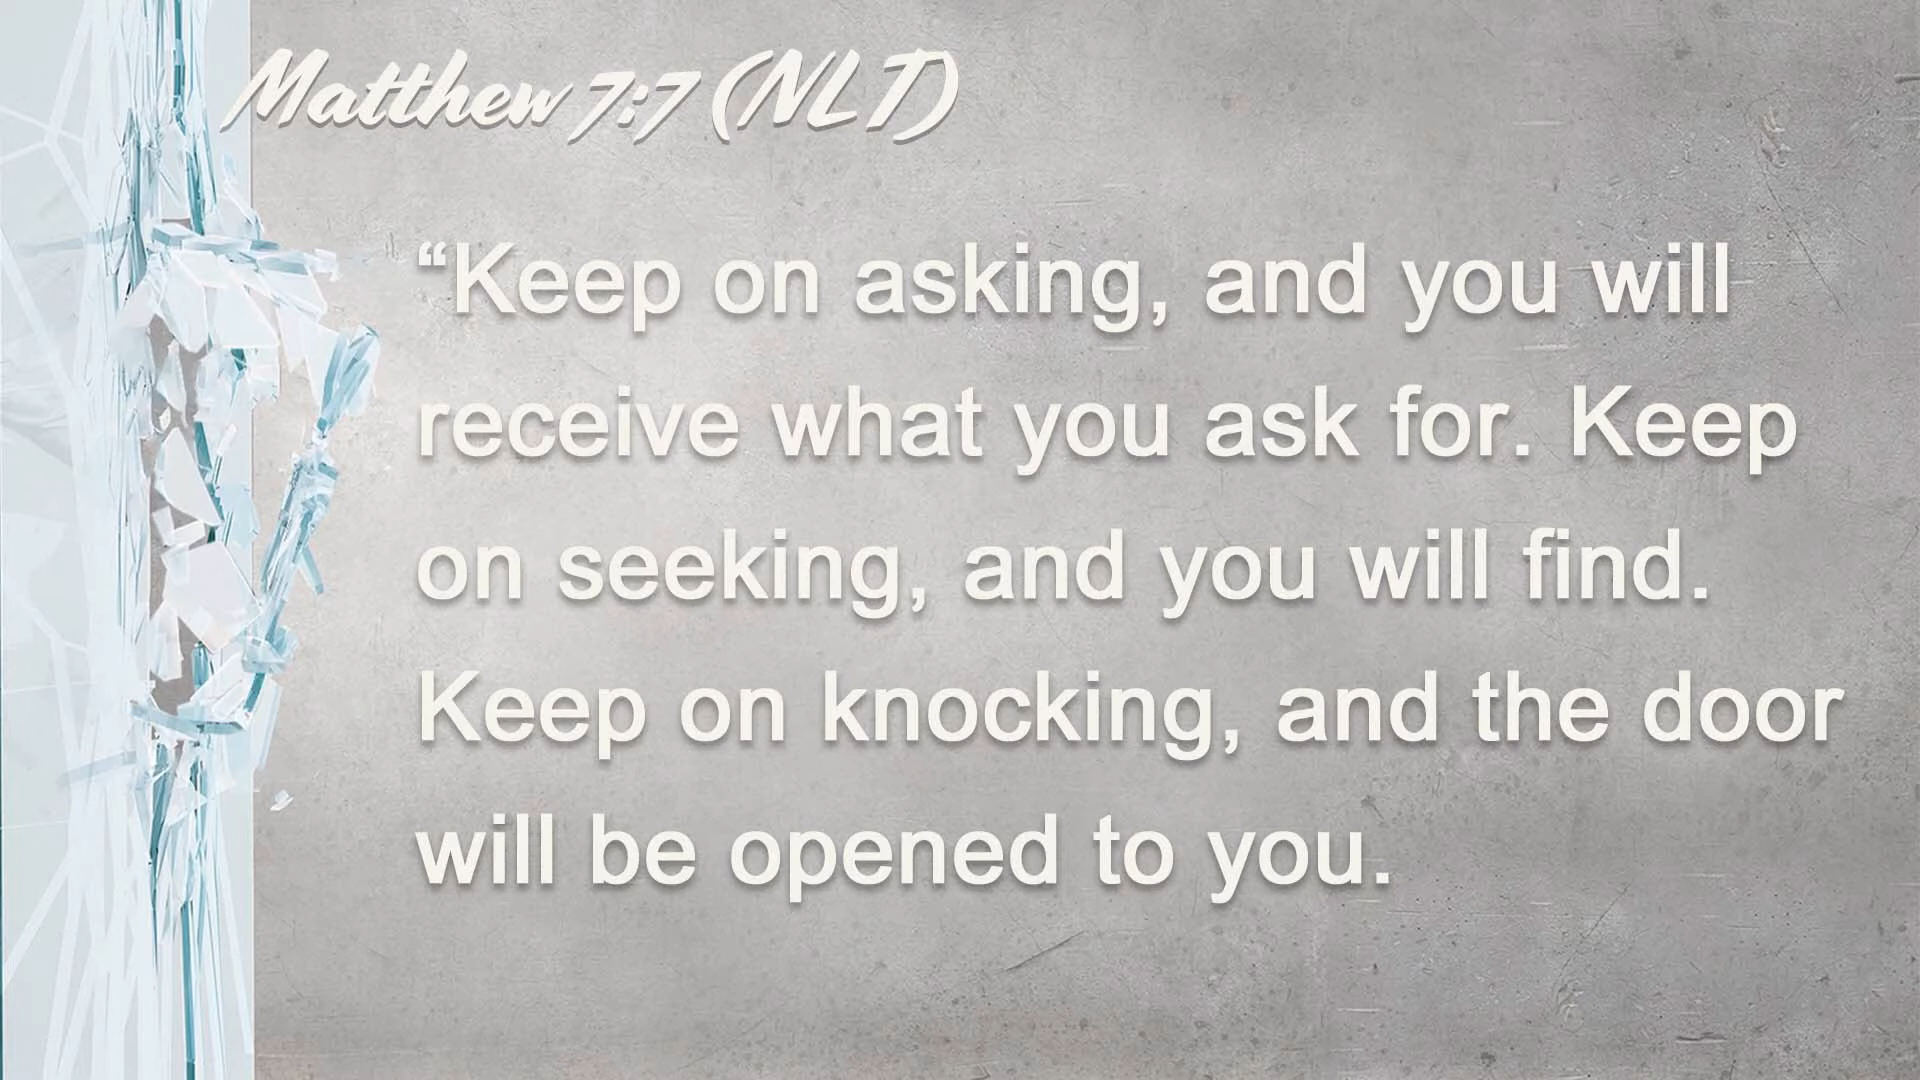 Matthew 7:7 (NLT)
“Keep on asking, and you will
receive what you ask for. Keep
on seeking, and you will find.
Keep on knocking, and the door
will be opened to you.